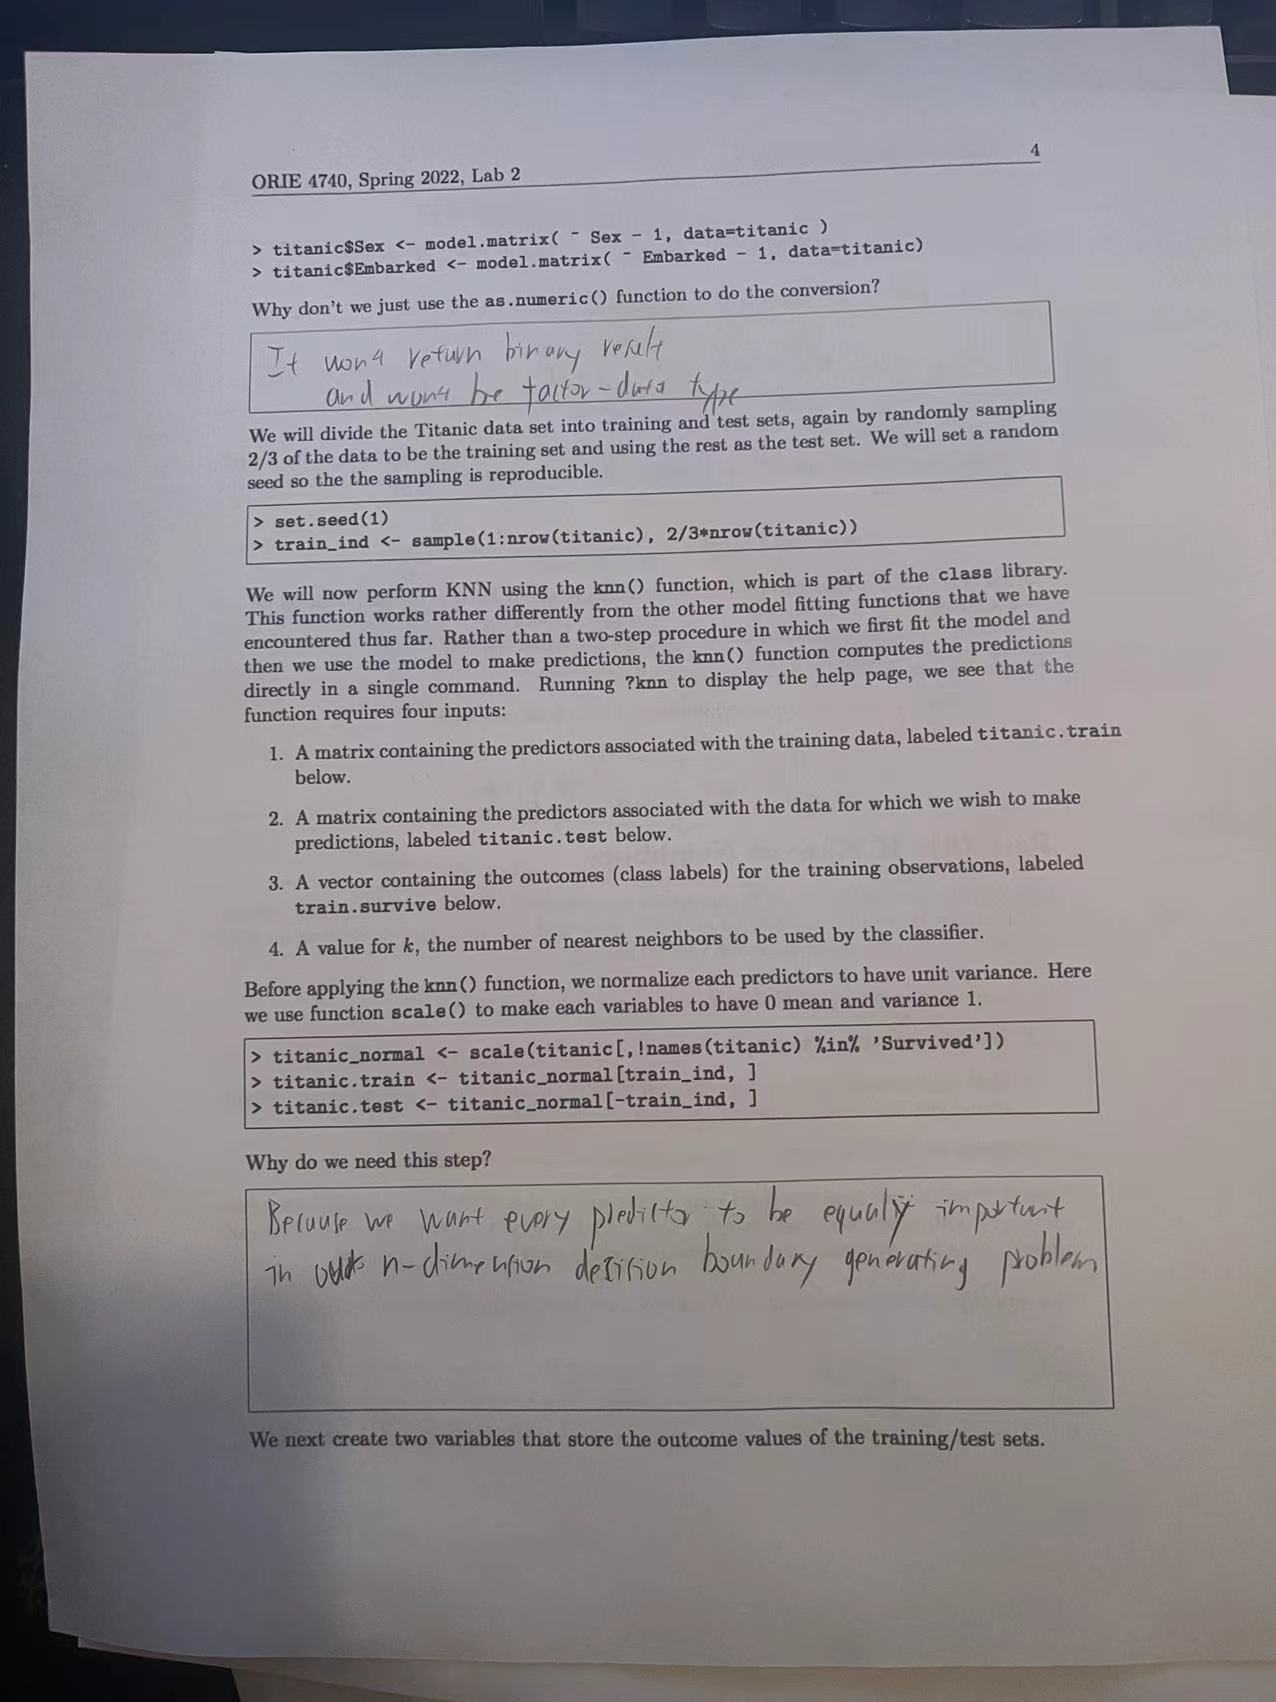 ORIE 4740, Spring 2022, Lab 2
4
> titanic$Sex <- model.matrix( ~ Sex - 1, data=titanic )
> titanic$Embarked <- model.matrix( ~ Embarked - 1, data=titanic)
Why don't we just use the as.numeric() function to do the conversion?
It won't return binary result
and won't be factor-data type
We will divide the Titanic data set into training and test sets, again by randomly sampling
2/3 of the data to be the training set and using the rest as the test set. We will set a random
seed so the the sampling is reproducible.
> set.seed(1)
> train_ind <- sample(1:nrow(titanic), 2/3*nrow(titanic))
We will now perform KNN using the knn() function, which is part of the class library.
This function works rather differently from the other model fitting functions that we have
encountered thus far. Rather than a two-step procedure in which we first fit the model and
then we use the model to make predictions, the knn() function computes the predictions
directly in a single command. Running ?knn to display the help page, we see that the
function requires four inputs:
1. A matrix containing the predictors associated with the training data, labeled titanic.train
below.
2. A matrix containing the predictors associated with the data for which we wish to make
predictions, labeled titanic.test below.
3. A vector containing the outcomes (class labels) for the training observations, labeled
train.survive below.
4. A value for k, the number of nearest neighbors to be used by the classifier.
Before applying the knn() function, we normalize each predictors to have unit variance. Here
we use function scale() to make each variables to have 0 mean and variance 1.
> titanic_normal <- scale(titanic[,!names(titanic) %in% 'Survived'])
> titanic.train <- titanic_normal[train_ind, ]
> titanic.test <- titanic_normal[-train_ind, ]
Why do we need this step?
Because we want every predictor to be equally important
in n-dimension decision boundary generating problem
We next create two variables that store the outcome values of the training/test sets.